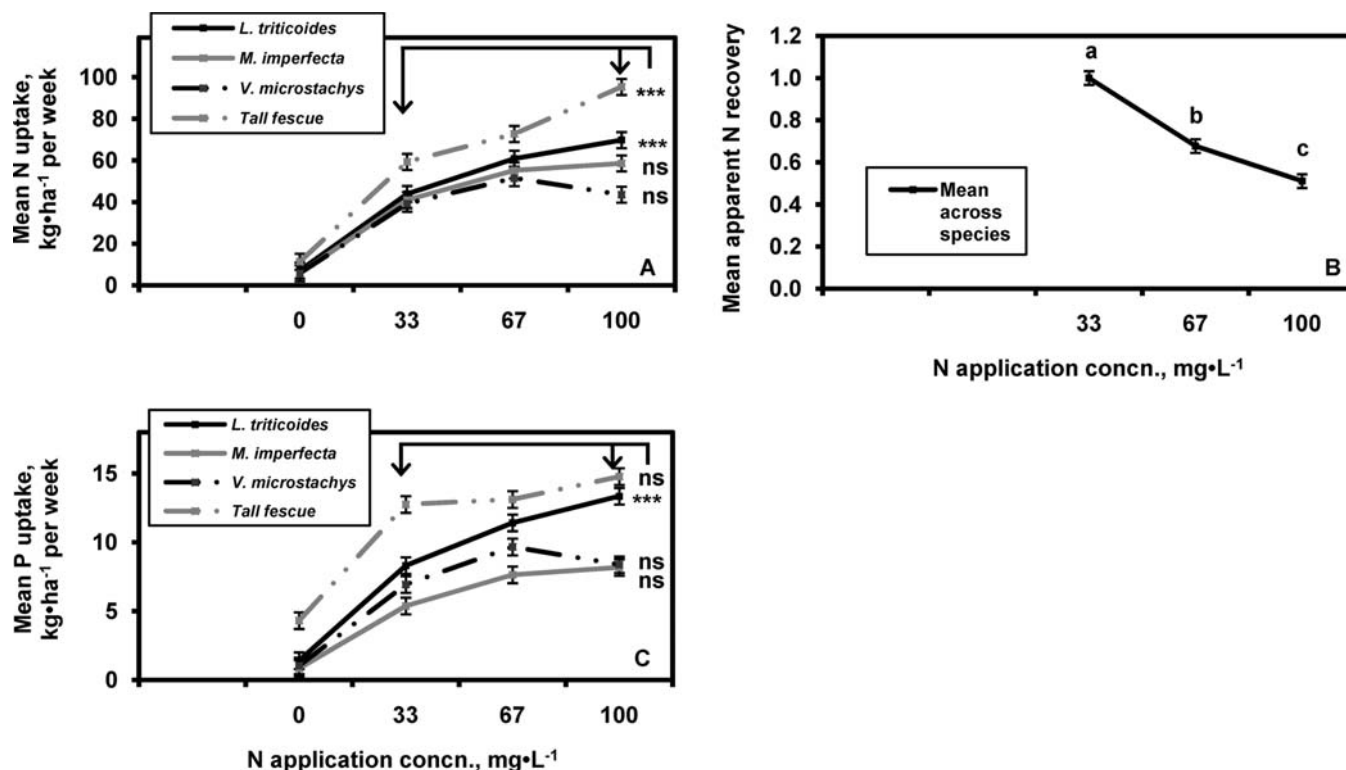 Mean N uptake,
kg•ha⁻¹ per week
100
80
60
40
20
0
L. triticoides
M. imperfecta
V. microstachys
Tall fescue
***
***
ns
ns
A
0 33 67 100
Mean apparent N recovery
1.2
1.0
0.8
0.6
0.4
0.2
0.0
a
b
c
Mean
across
species
B
33 67 100
N application concn., mg•L⁻¹
Mean P uptake,
kg•ha⁻¹ per week
15
10
5
0
L. triticoides
M. imperfecta
V. microstachys
Tall fescue
ns
***
ns
ns
C
0 33 67 100
N application concn., mg•L⁻¹